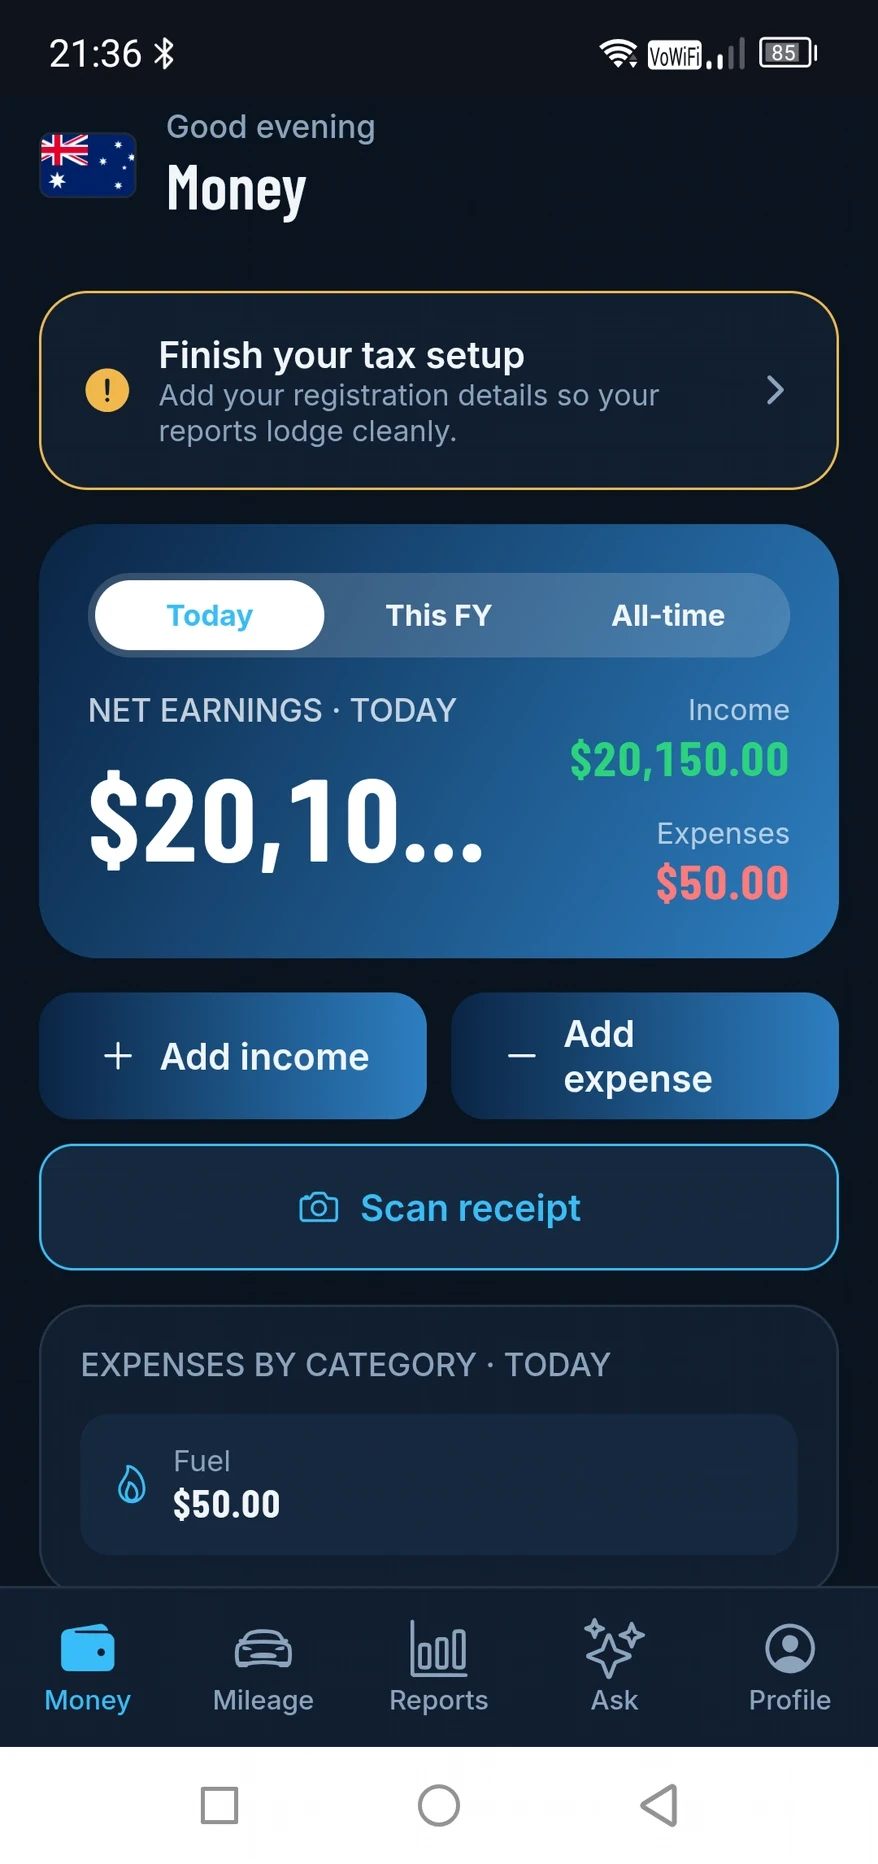 21:36
VoWiFi
85
Good evening
Money
Finish your tax setup
Add your registration details so your
reports lodge cleanly.
Today
This FY
All-time
NET EARNINGS · TODAY
$20,10...
Income
$20,150.00
Expenses
$50.00
+ Add income
− Add
expense
Scan receipt
EXPENSES BY CATEGORY · TODAY
Fuel
$50.00
Money
Mileage
Reports
Ask
Profile